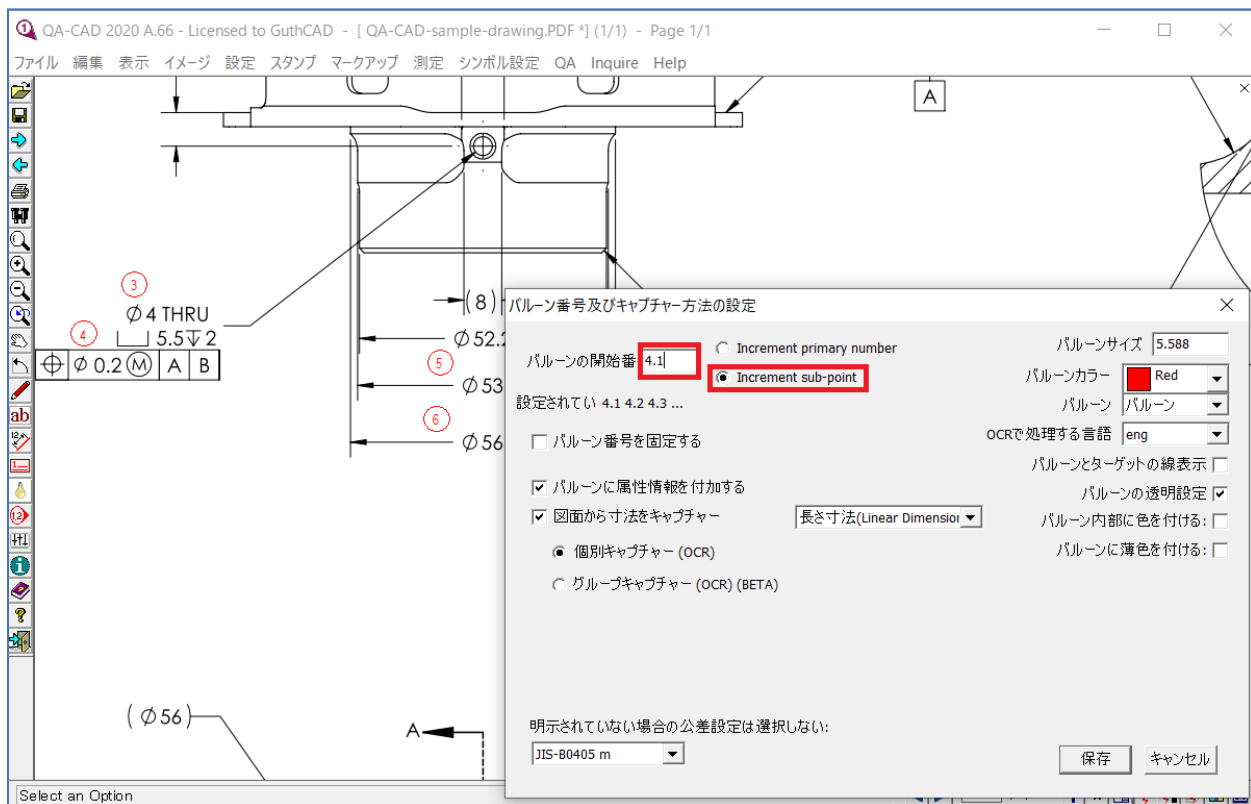 QA-CAD 2020 A.66 - Licensed to GuthCAD - [ QA-CAD-sample-drawing.PDF *] (1/1) - Page 1/1
ファイル 編集 表示 イメージ 設定 スタンプ マークアップ 測定 シンボル設定 QA Inquire Help
A
3
∅ 4 THRU
4
⌴ 5.5↧2
⌖ ∅ 0.2 Ⓜ A B
(8)
∅ 52.2
5
∅ 53
6
∅ 56
(∅56)
A
バルーン番号及びキャプチャー方法の設定
バルーンの開始番 4.1
Increment primary number
Increment sub-point
設定されてい 4.1 4.2 4.3 ...
バルーン番号を固定する
バルーンに属性情報を付加する
図面から寸法をキャプチャー 長さ寸法(Linear Dimension
個別キャプチャー (OCR)
グループキャプチャー (OCR) (BETA)
バルーンサイズ 5.588
バルーンカラー Red
バルーン バルーン
OCRで処理する言語 eng
バルーンとターゲットの線表示
バルーンの透明設定
バルーン内部に色を付ける:
バルーンに薄色を付ける:
明示されていない場合の公差設定は選択しない:
JIS-B0405 m
保存 キャンセル
Select an Option